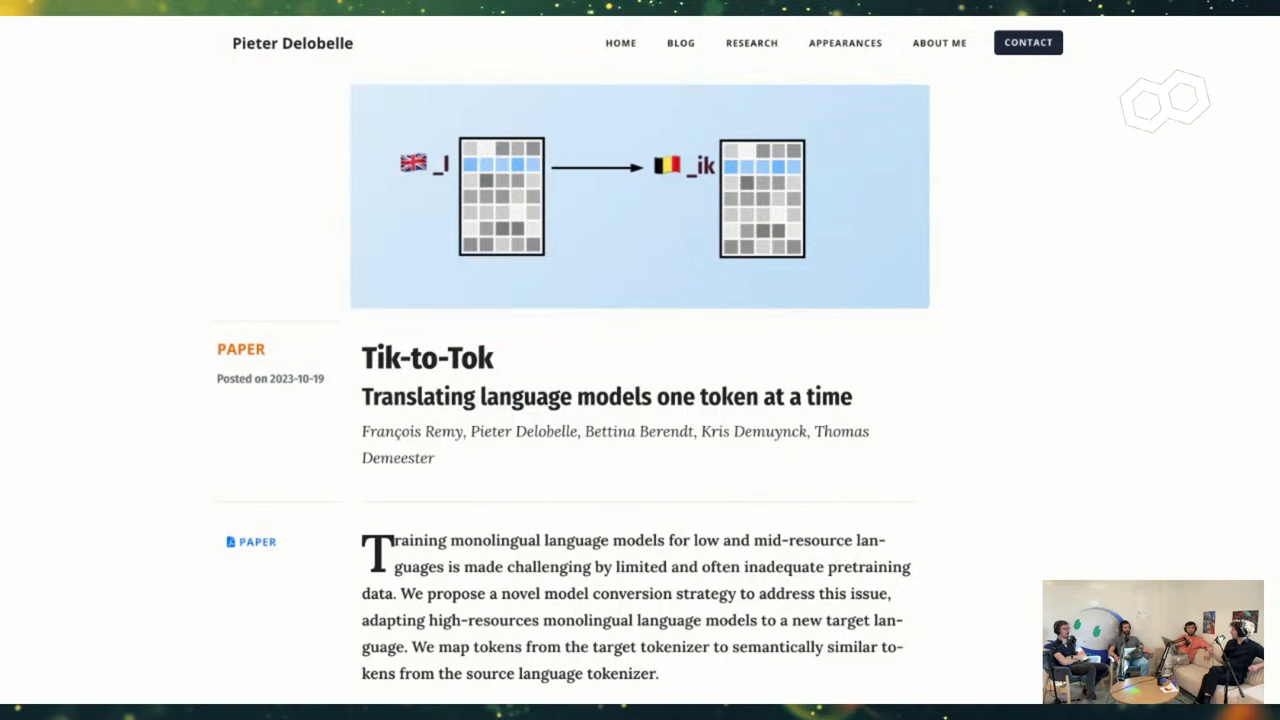 Pieter Delobelle
HOME BLOG RESEARCH APPEARANCES ABOUT ME CONTACT
_I
_ik
PAPER
Posted on 2023-10-19
Tik-to-Tok
Translating language models one token at a time
François Remy, Pieter Delobelle, Bettina Berendt, Kris Demuynck, Thomas
Demeester
PAPER
Training monolingual language models for low and mid-resource lan-
guages is made challenging by limited and often inadequate pretraining
data. We propose a novel model conversion strategy to address this issue,
adapting high-resources monolingual language models to a new target lan-
guage. We map tokens from the target tokenizer to semantically similar to-
kens from the source language tokenizer.